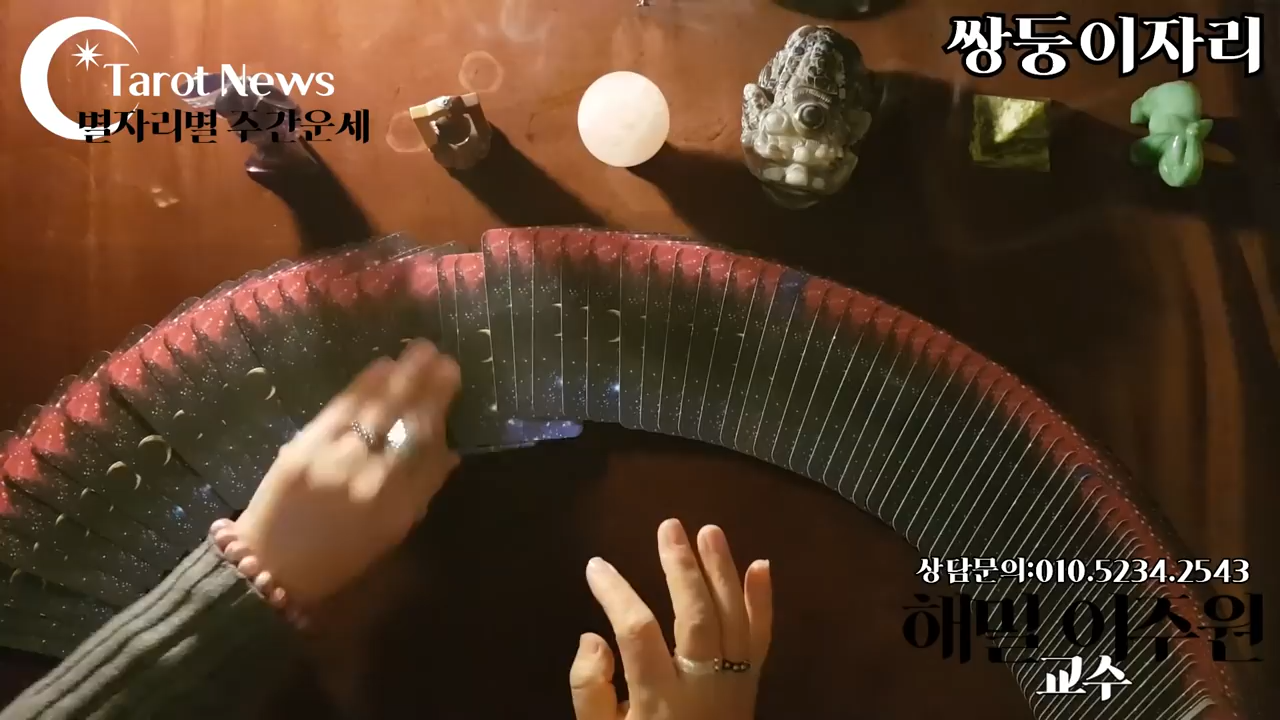 Tarot News
별자리별 주간운세
쌍둥이자리
상담문의:010.5234.2543
해밀 이주원
교수